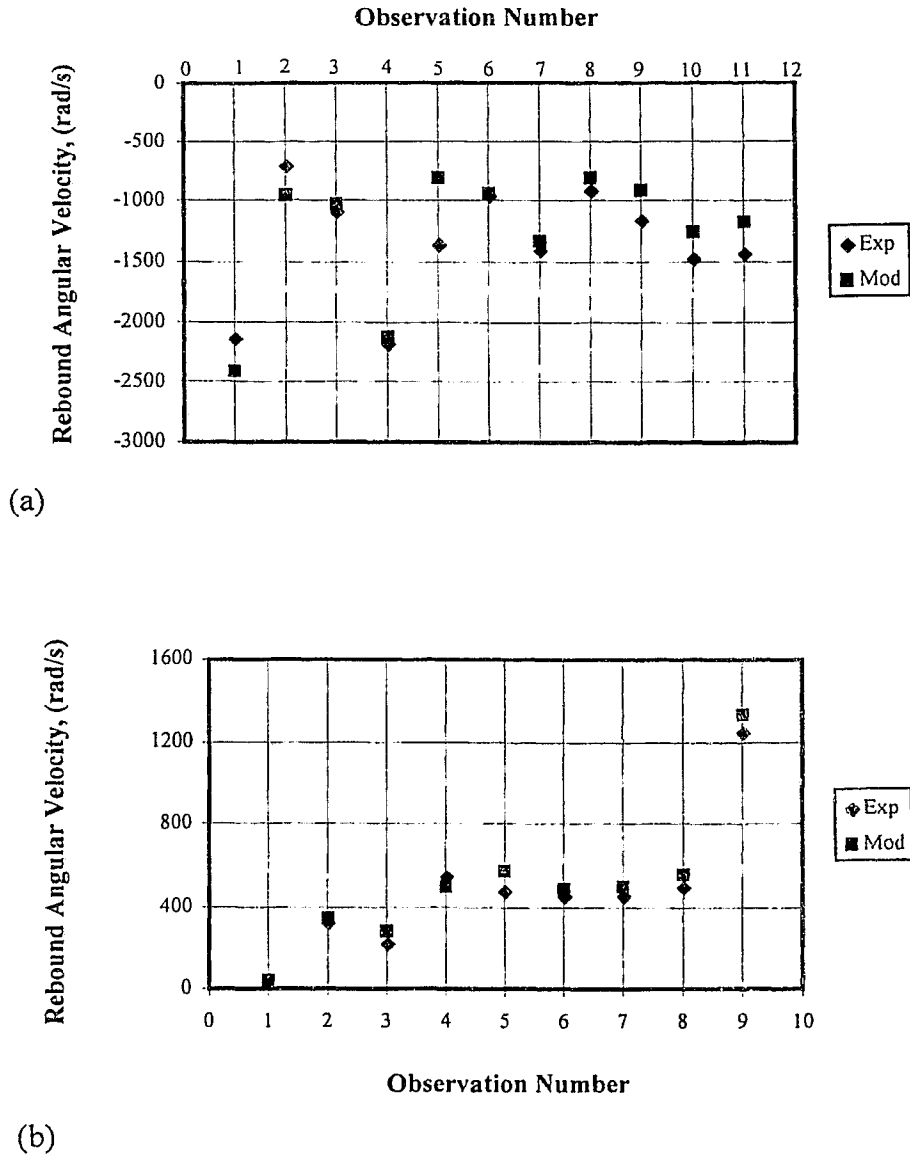 Observation Number
0 1 2 3 4 5 6 7 8 9 10 11 12
Rebound Angular Velocity, (rad/s)
0
-500
-1000
-1500
-2000
-2500
-3000
Exp
Mod
(a)
Rebound Angular Velocity, (rad/s)
1600
1200
800
400
0
0 1 2 3 4 5 6 7 8 9 10
Exp
Mod
Observation Number
(b)